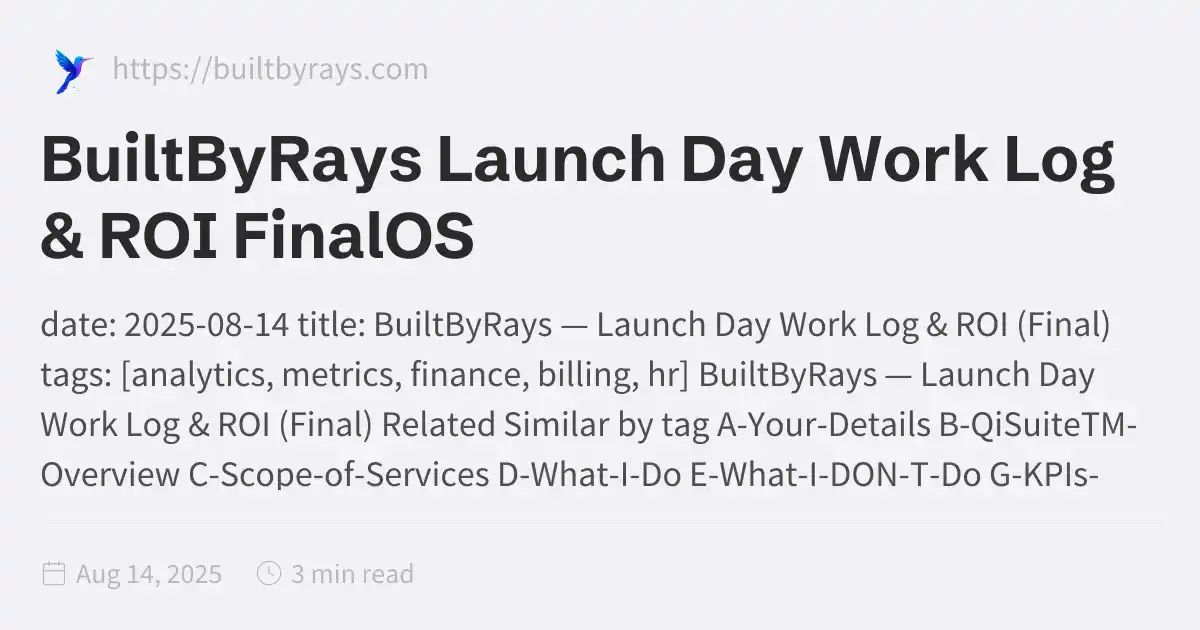 https://builtbyrays.com
BuiltByRays Launch Day Work Log
& ROI FinalOS
date: 2025-08-14 title: BuiltByRays — Launch Day Work Log & ROI (Final)
tags: [analytics, metrics, finance, billing, hr] BuiltByRays — Launch Day
Work Log & ROI (Final) Related Similar by tag A-Your-Details B-QiSuiteTM-
Overview C-Scope-of-Services D-What-I-Do E-What-I-DON-T-Do G-KPIs-
Aug 14, 2025
3 min read